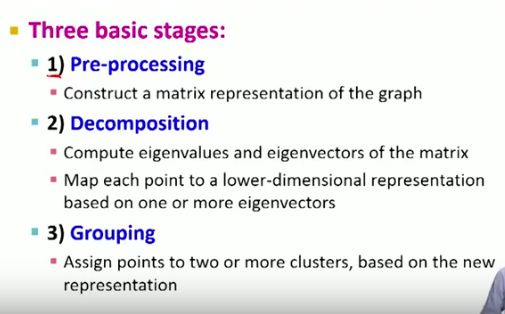 Three basic stages:
1) Pre-processing
Construct a matrix representation of the graph
2) Decomposition
Compute eigenvalues and eigenvectors of the matrix
Map each point to a lower-dimensional representation
based on one or more eigenvectors
3) Grouping
Assign points to two or more clusters, based on the new
representation